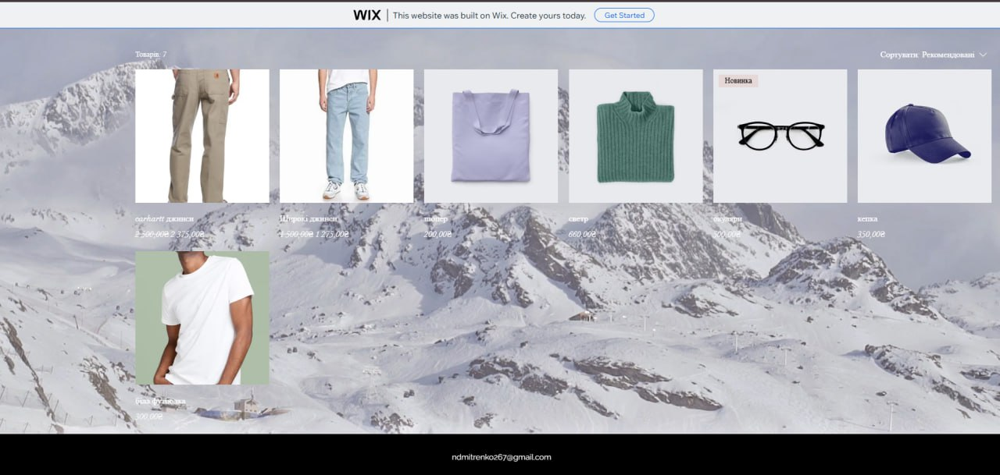 WIX | This website was built on Wix. Create yours today. Get Started
Товарів: 7
Сортувати: Рекомендовані
Новинка
carhartt джинси
Широкі джинси
шопер
светр
окуляри
кепка
2 500,00₴ 2 375,00₴
1 500,00₴ 1 275,00₴
200,00₴
660,00₴
500,00₴
350,00₴
біла футболка
300,00₴
ndmitrenko267@gmail.com